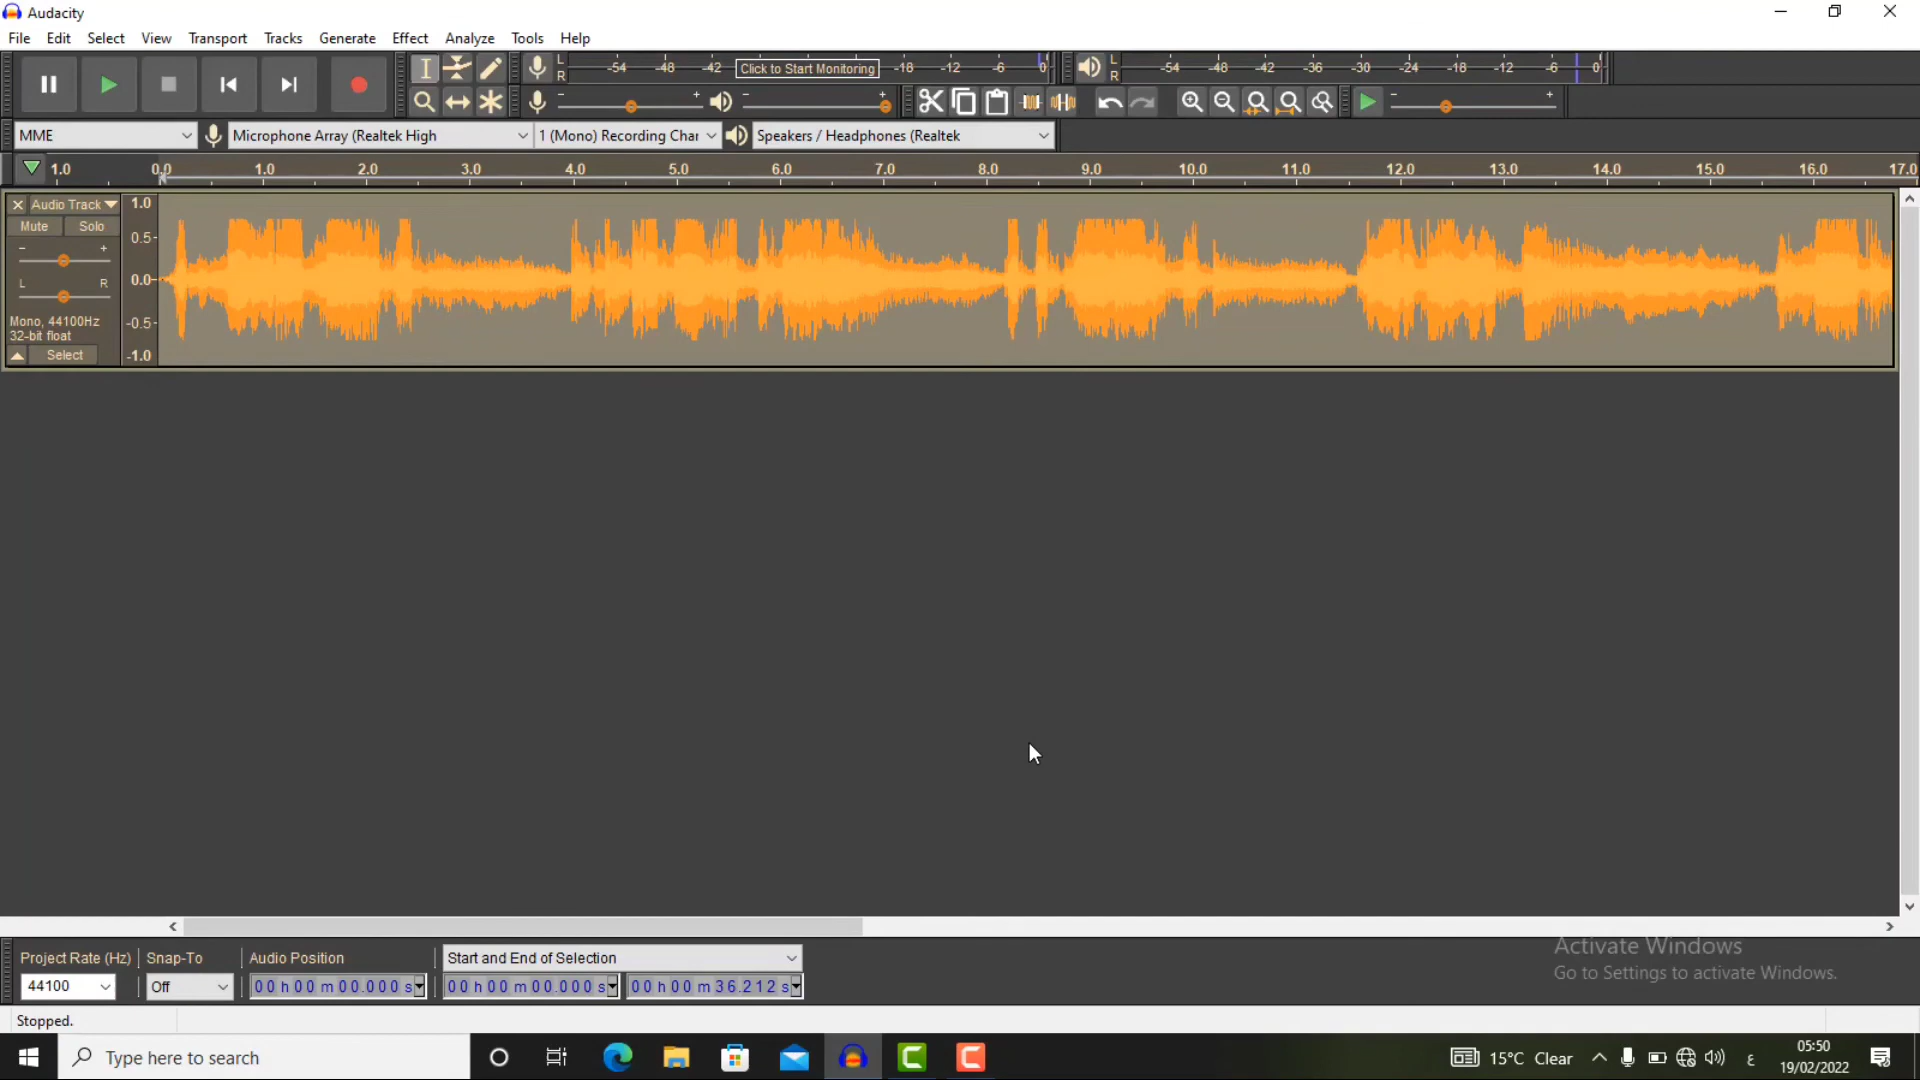 Audacity
File Edit Select View Transport Tracks Generate Effect Analyze Tools Help
L R -54 -48 -42 Click to Start Monitoring -18 -12 -6 0 L R -54 -48 -42 -36 -30 -24 -18 -12 -6 0
MME Microphone Array (Realtek High 1 (Mono) Recording Char Speakers / Headphones (Realtek
1.0 0.0 1.0 2.0 3.0 4.0 5.0 6.0 7.0 8.0 9.0 10.0 11.0 12.0 13.0 14.0 15.0 16.0 17.0
Audio Track 1.0
Mute Solo
0.5
0.0
L R
Mono, 44100Hz
-0.5
32-bit float
Select -1.0
Activate Windows
Go to Settings to activate Windows.
Project Rate (Hz) Snap-To Audio Position Start and End of Selection
44100 Off 00 h 00 m 00.000 s 00 h 00 m 00.000 s 00 h 00 m 36.212 s
Stopped.
Type here to search 15°C Clear ع 05:50
19/02/2022